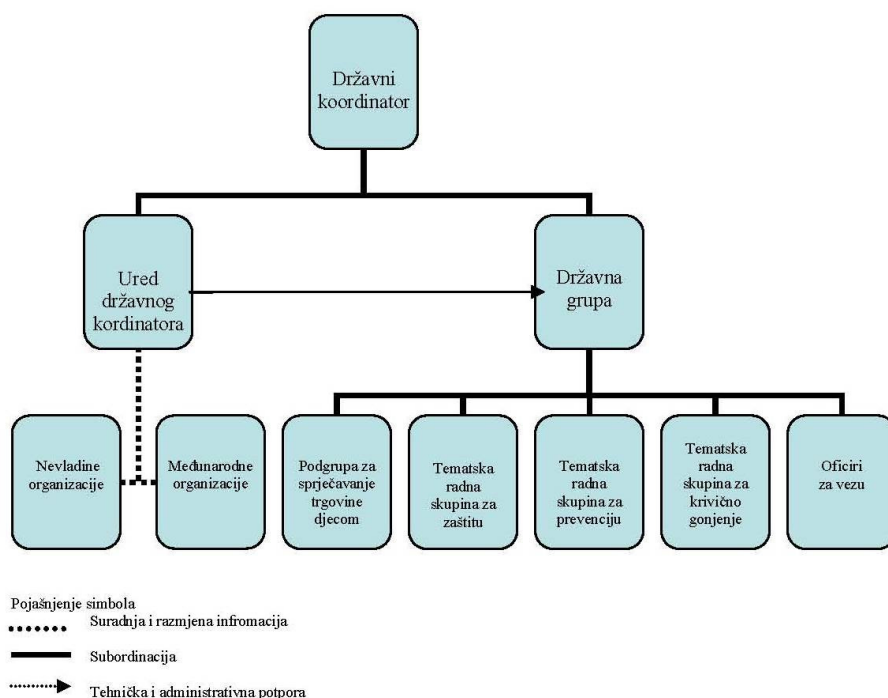 Državni
koordinator
Ured
državnog
kordinatora
Državna
grupa
Nevladine
organizacije
Međunarodne
organizacije
Podgrupa za
sprječavanje
trgovine
djecom
Tematska
radna
skupina za
zaštitu
Tematska
radna
skupina za
prevenciju
Tematska
radna
skupina za
krivično
gonjenje
Oficiri
za vezu
Pojašnjenje simbola
Suradnja i razmjena infromacija
Subordinacija
Tehnička i administrativna potpora